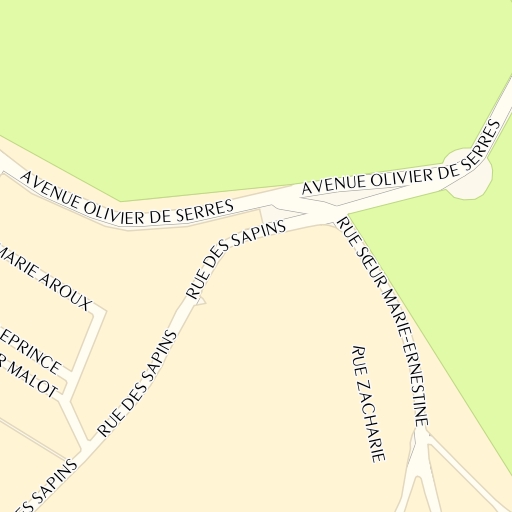 AVENUE OLIVIER DE SERRES
AVENUE OLIVIER DE SERRES
RUE DES SAPINS
RUE SŒUR MARIE-ERNESTINE
MARIE AROUX
EPRINCE
R MALOT
RUE DES SAPINS
RUE ZACHARIE
ES SAPINS